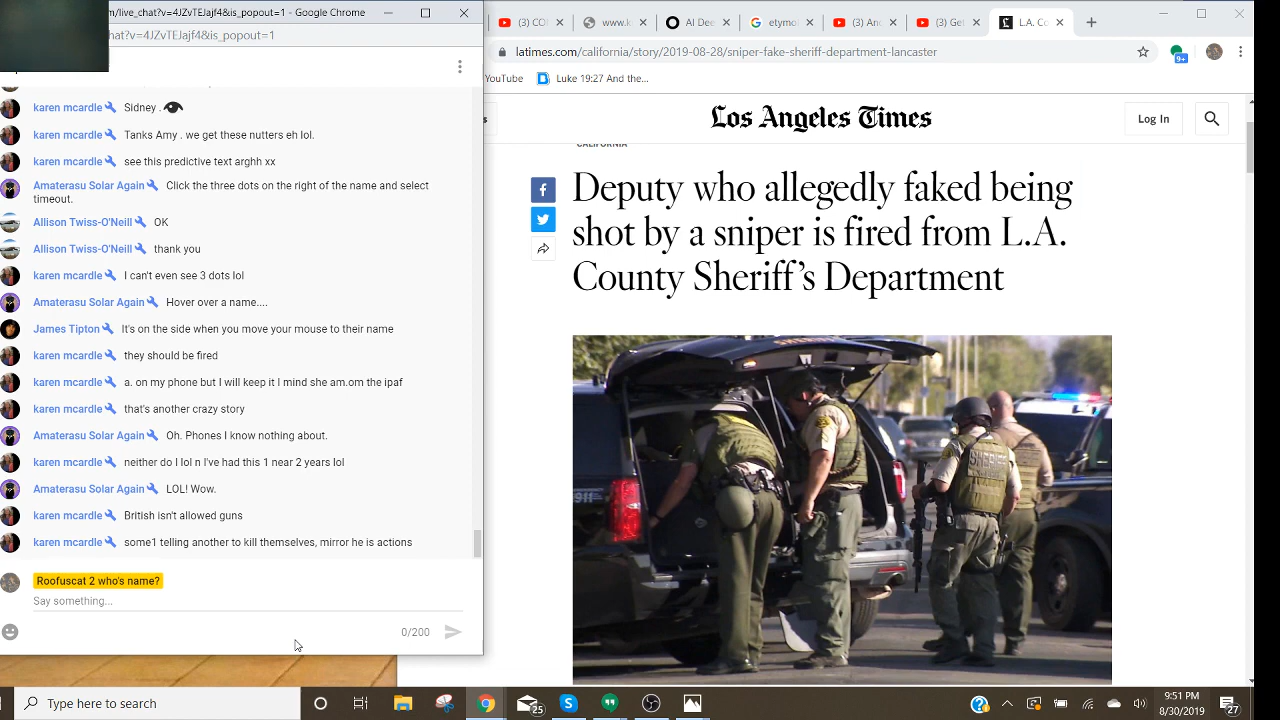 n/live_chat?v=4JZvTEJajf4&is_popout=1 - Google Chrome
hat?v=4JZvTEJajf4&is_popout=1
karen mcardle Sidney .
karen mcardle Tanks Amy . we get these nutters eh lol.
karen mcardle see this predictive text arghh xx
Amaterasu Solar Again Click the three dots on the right of the name and select
timeout.
Allison Twiss-O'Neill OK
Allison Twiss-O'Neill thank you
karen mcardle I can't even see 3 dots lol
Amaterasu Solar Again Hover over a name....
James Tipton It's on the side when you move your mouse to their name
karen mcardle they should be fired
karen mcardle a. on my phone but I will keep it I mind she am.om the ipaf
karen mcardle that's another crazy story
Amaterasu Solar Again Oh. Phones I know nothing about.
karen mcardle neither do I lol n I've had this 1 near 2 years lol
Amaterasu Solar Again LOL! Wow.
karen mcardle British isn't allowed guns
karen mcardle some1 telling another to kill themselves, mirror he is actions
Roofuscat 2 who's name?
Say something...
0/200
(3) CC
www.k
AI Dee
etymo
(3) And
(3) Ge
L.A. Co
latimes.com/california/story/2019-08-28/sniper-fake-sheriff-department-lancaster
9+
YouTube
Luke 19:27 And the...
s
Los Angeles Times
Log In
CALIFORNIA
Deputy who allegedly faked being
shot by a sniper is fired from L.A.
County Sheriff's Department
SHERIFF
911
Type here to search
25
9:51 PM
8/30/2019
27